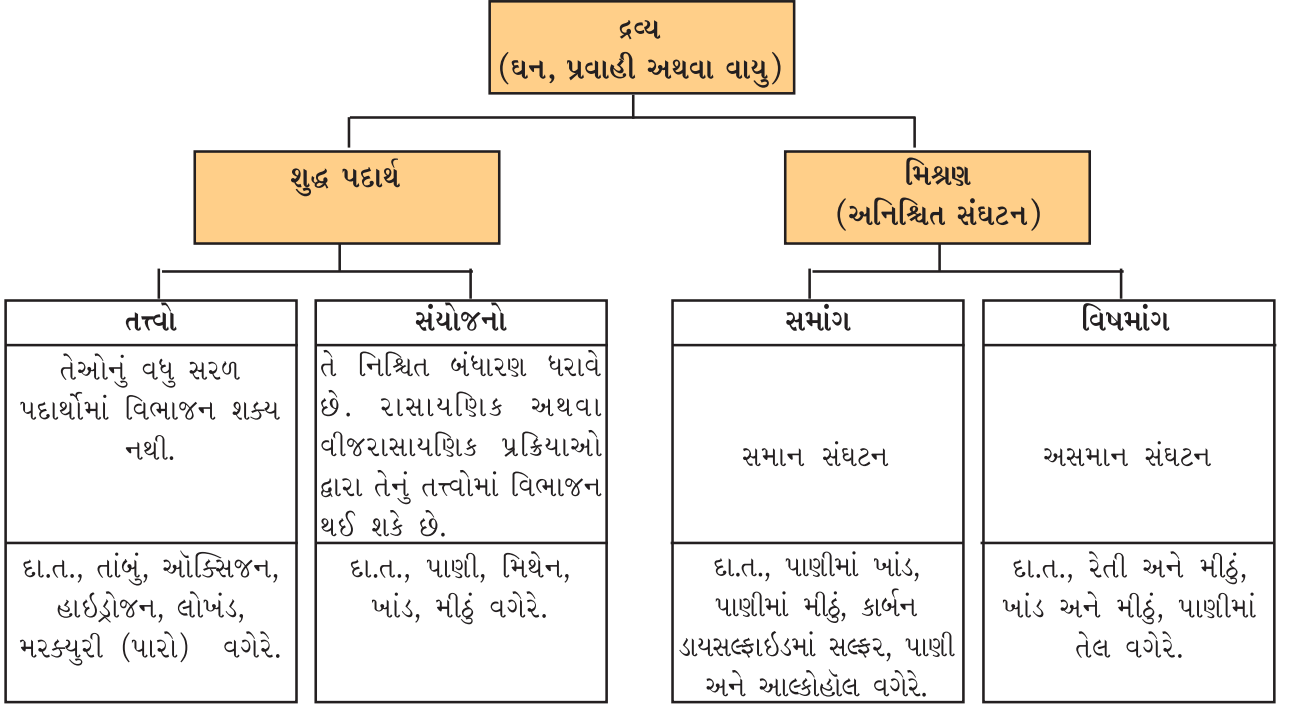 દ્રવ્ય
(ઘન, પ્રવાહી અથવા વાયુ)
શુદ્ધ પદાર્થ
મિશ્રણ
(અનિશ્ચિત સંઘટન)
તત્ત્વો
તેઓનું વધુ સરળ
પદાર્થોમાં વિભાજન શક્ય
નથી.
દા.ત., તાંબું, ઑક્સિજન,
હાઇડ્રોજન, લોખંડ,
મરક્યુરી (પારો) વગેરે.
સંયોજનો
તે નિશ્ચિત બંધારણ ધરાવે
છે. રાસાયણિક અથવા
વીજરાસાયણિક પ્રક્રિયાઓ
દ્વારા તેનું તત્ત્વોમાં વિભાજન
થઈ શકે છે.
દા.ત., પાણી, મિથેન,
ખાંડ, મીઠું વગેરે.
સમાંગ
સમાન સંઘટન
દા.ત., પાણીમાં ખાંડ,
પાણીમાં મીઠું, કાર્બન
ડાયસલ્ફાઇડમાં સલ્ફર, પાણી
અને આલ્કોહૉલ વગેરે.
વિષમાંગ
અસમાન સંઘટન
દા.ત., રેતી અને મીઠું,
ખાંડ અને મીઠું, પાણીમાં
તેલ વગેરે.